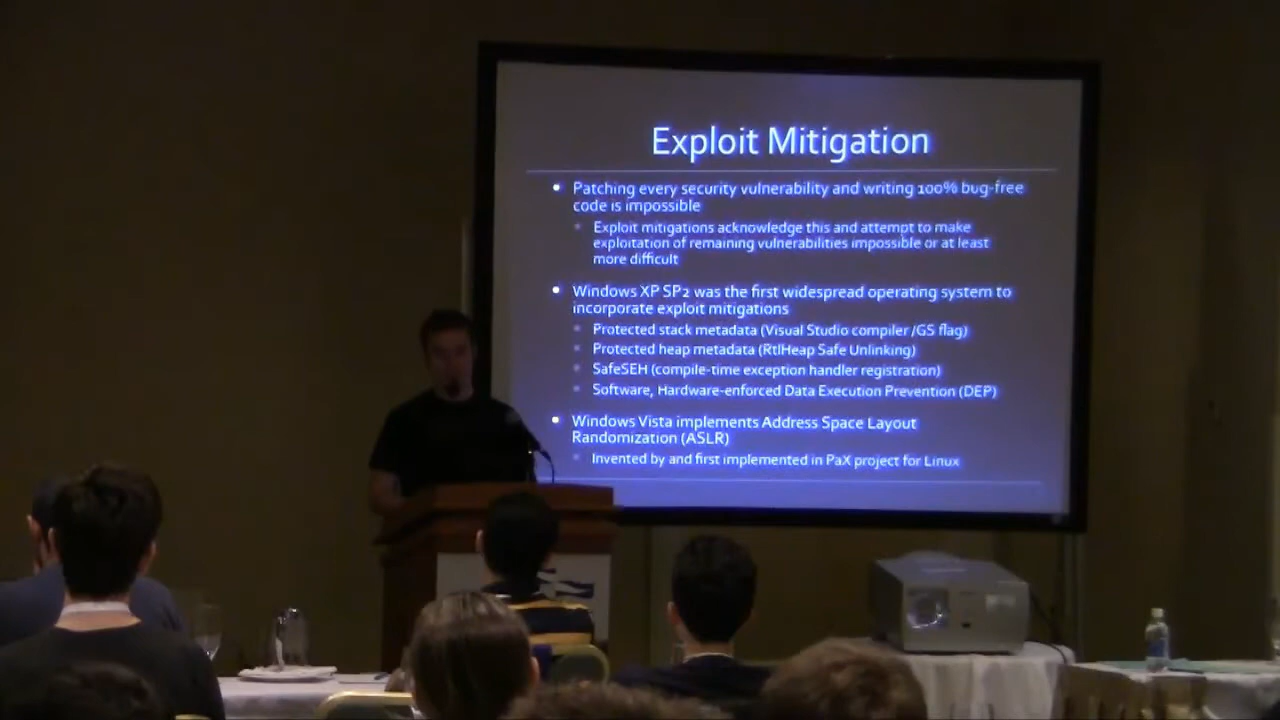 Exploit Mitigation
• Patching every security vulnerability and writing 100% bug-free
code is impossible
Exploit mitigations acknowledge this and attempt to make
exploitation of remaining vulnerabilities impossible or at least
more difficult
• Windows XP SP2 was the first widespread operating system to
incorporate exploit mitigations
Protected stack metadata (Visual Studio compiler /GS flag)
Protected heap metadata (RtlHeap Safe Unlinking)
SafeSEH (compile-time exception handler registration)
Software, Hardware-enforced Data Execution Prevention (DEP)
• Windows Vista implements Address Space Layout
Randomization (ASLR)
Invented by and first implemented in PaX project for Linux